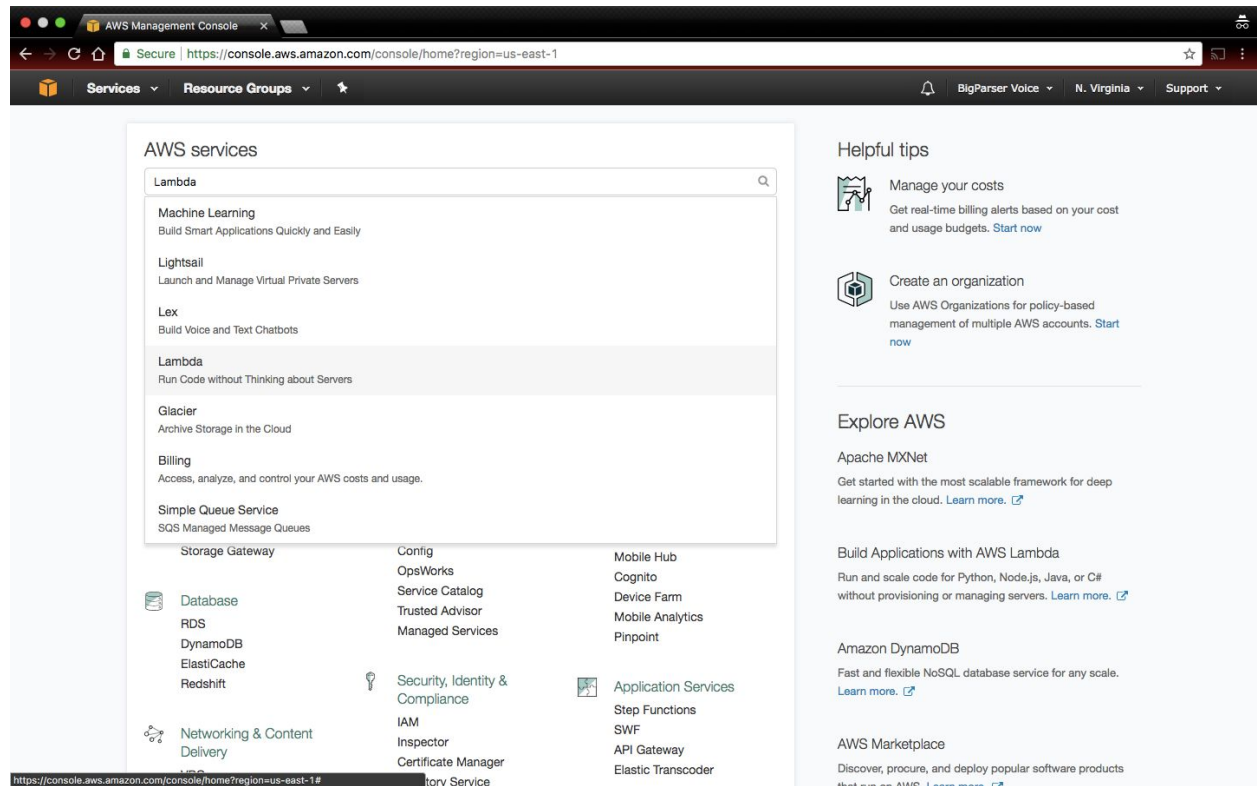 AWS Management Console
Secure | https://console.aws.amazon.com/console/home?region=us-east-1
Services
Resource Groups
BigParser Voice
N. Virginia
Support
AWS services
Lambda
Machine Learning
Build Smart Applications Quickly and Easily
Lightsail
Launch and Manage Virtual Private Servers
Lex
Build Voice and Text Chatbots
Lambda
Run Code without Thinking about Servers
Glacier
Archive Storage in the Cloud
Billing
Access, analyze, and control your AWS costs and usage.
Simple Queue Service
SQS Managed Message Queues
Storage Gateway
Database
RDS
DynamoDB
ElastiCache
Redshift
Networking & Content
Delivery
Config
OpsWorks
Service Catalog
Trusted Advisor
Managed Services
Security, Identity &
Compliance
IAM
Inspector
Certificate Manager
Service
Mobile Hub
Cognito
Device Farm
Mobile Analytics
Pinpoint
Application Services
Step Functions
SWF
API Gateway
Elastic Transcoder
Helpful tips
Manage your costs
Get real-time billing alerts based on your cost
and usage budgets. Start now
Create an organization
Use AWS Organizations for policy-based
management of multiple AWS accounts. Start
now
Explore AWS
Apache MXNet
Get started with the most scalable framework for deep
learning in the cloud. Learn more.
Build Applications with AWS Lambda
Run and scale code for Python, Node.js, Java, or C#
without provisioning or managing servers. Learn more.
Amazon DynamoDB
Fast and flexible NoSQL database service for any scale.
Learn more.
AWS Marketplace
Discover, procure, and deploy popular software products
that run on AWS. Learn more.
https://console.aws.amazon.com/console/home?region=us-east-1#